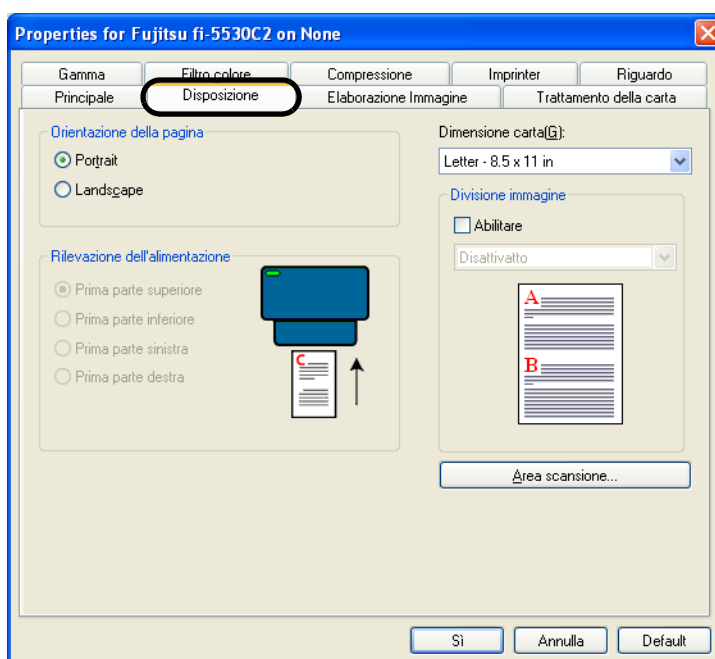 Properties for Fujitsu fi-5530C2 on None
Gamma
Filtro colore
Compressione
Imprinter
Riguardo
Principale
Disposizione
Elaborazione Immagine
Trattamento della carta
Orientazione della pagina
Portrait
Landscape
Rilevazione dell'alimentazione
Prima parte superiore
Prima parte inferiore
Prima parte sinistra
Prima parte destra
C
Dimensione carta(G):
Letter - 8.5 x 11 in
Divisione immagine
Abilitare
Disattivatto
A
B
Area scansione...
Sì
Annulla
Default